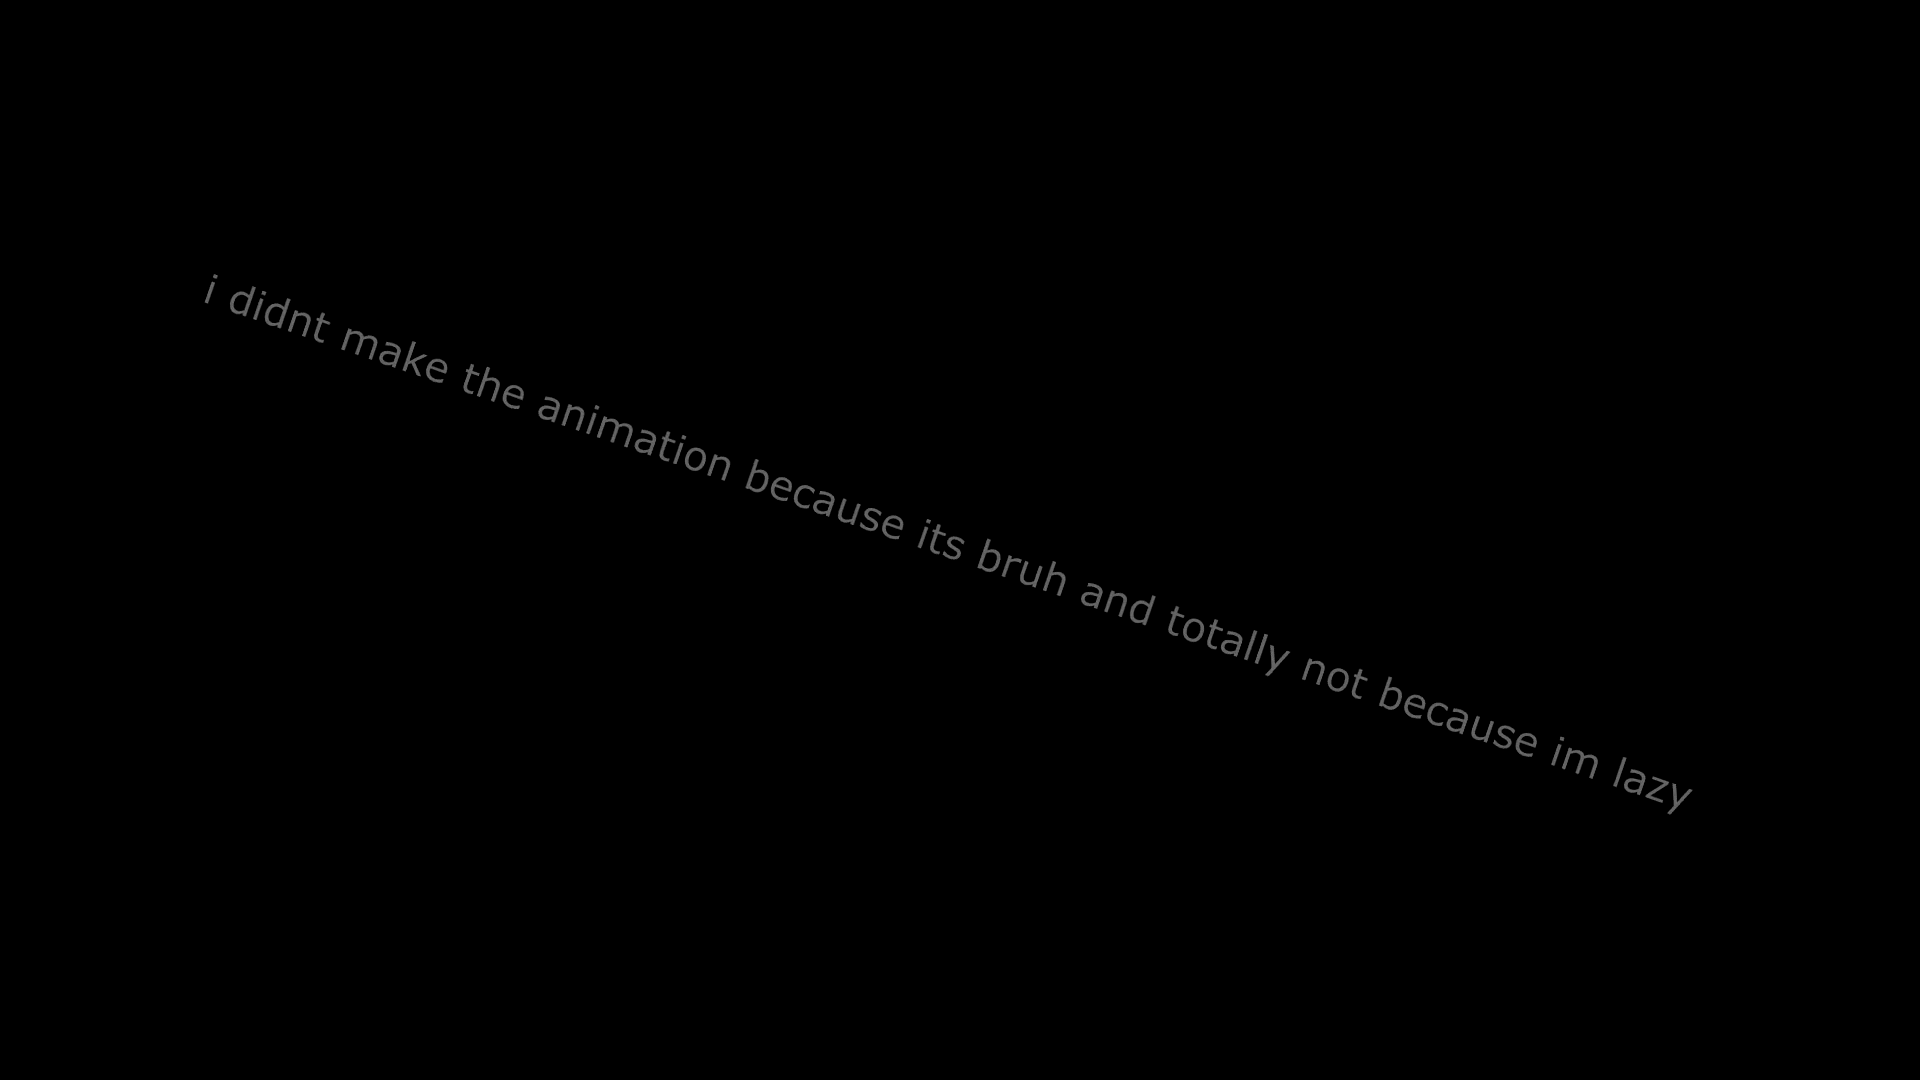 i didnt make the animation because its bruh and totally not because im lazy